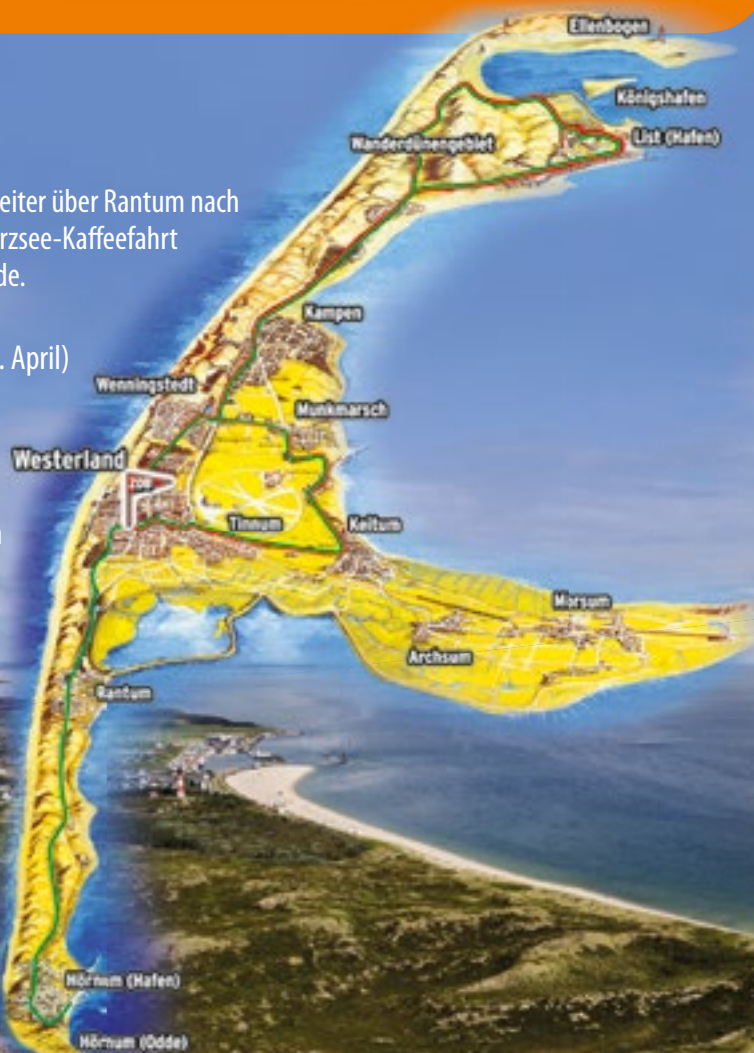 Ellenbogen
Königshafen
List (Hafen)
Wanderdünengebiet
eiter über Rantum nach
rzsee-Kaffeefahrt
de.
. April)
Kampen
Wenningstedt
Munkmarsch
Westerland
ZOB
Tinnum
Keitum
Morsum
Archsum
Rantum
Hörnum (Hafen)
Hörnum (Odde)